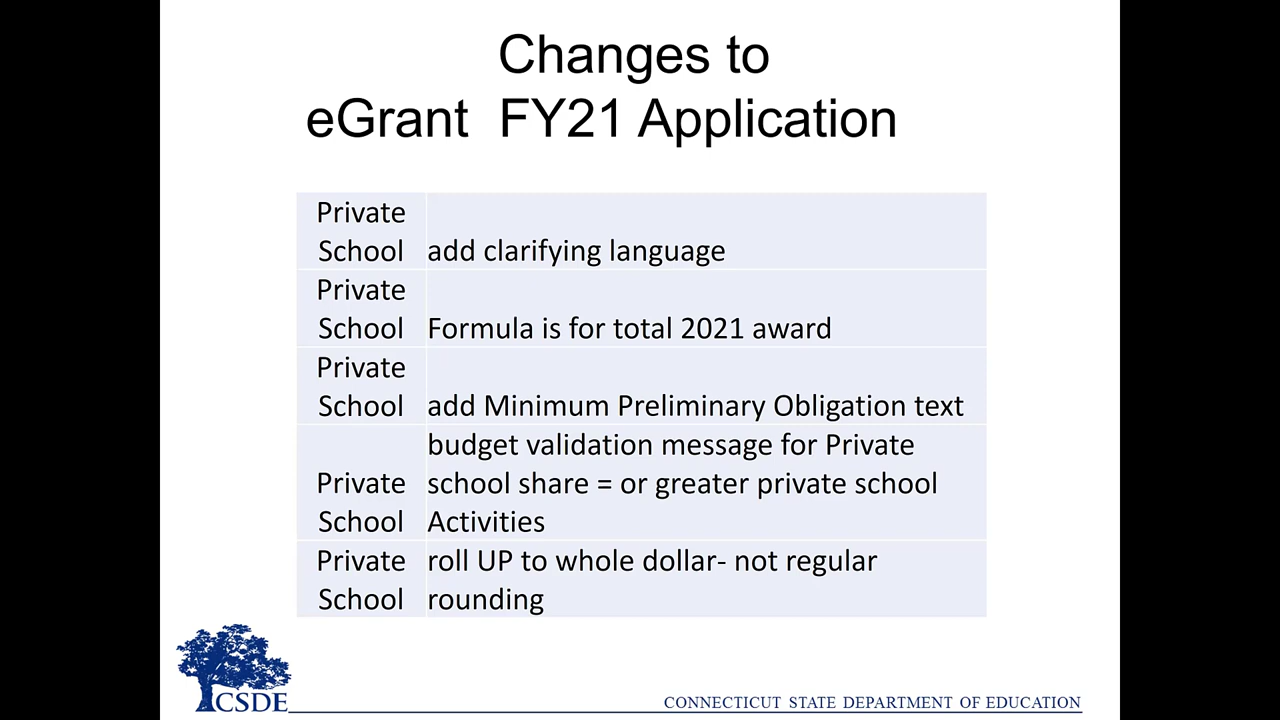 Changes to
eGrant FY21 Application
Private
School add clarifying language
Private
School Formula is for total 2021 award
Private
School add Minimum Preliminary Obligation text
budget validation message for Private
Private school share = or greater private school
School Activities
Private roll UP to whole dollar- not regular
School rounding
CSDE
CONNECTICUT STATE DEPARTMENT OF EDUCATION